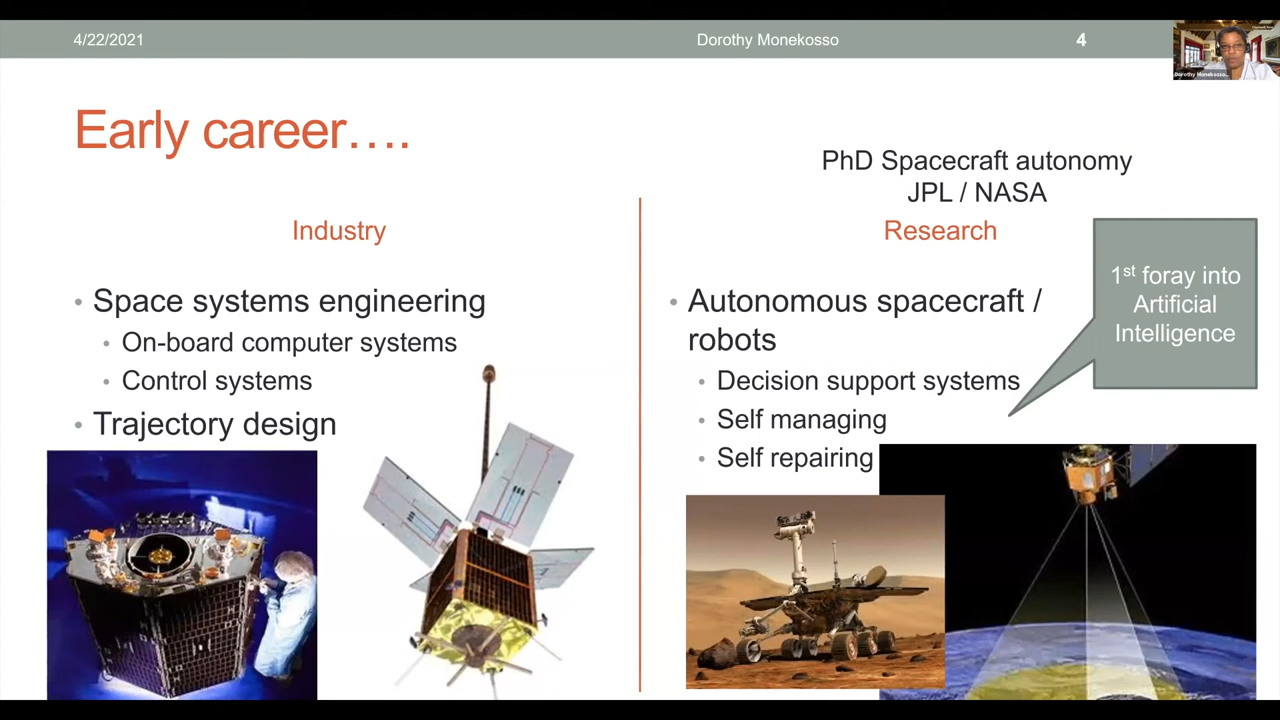 4/22/2021
Dorothy Monekosso
4
Dorothy Monekosso...
Early career….
PhD Spacecraft autonomy
JPL / NASA
Industry
• Space systems engineering
• On-board computer systems
• Control systems
• Trajectory design
Research
• Autonomous spacecraft /
robots
• Decision support systems
• Self managing
• Self repairing
1st foray into
Artificial
Intelligence